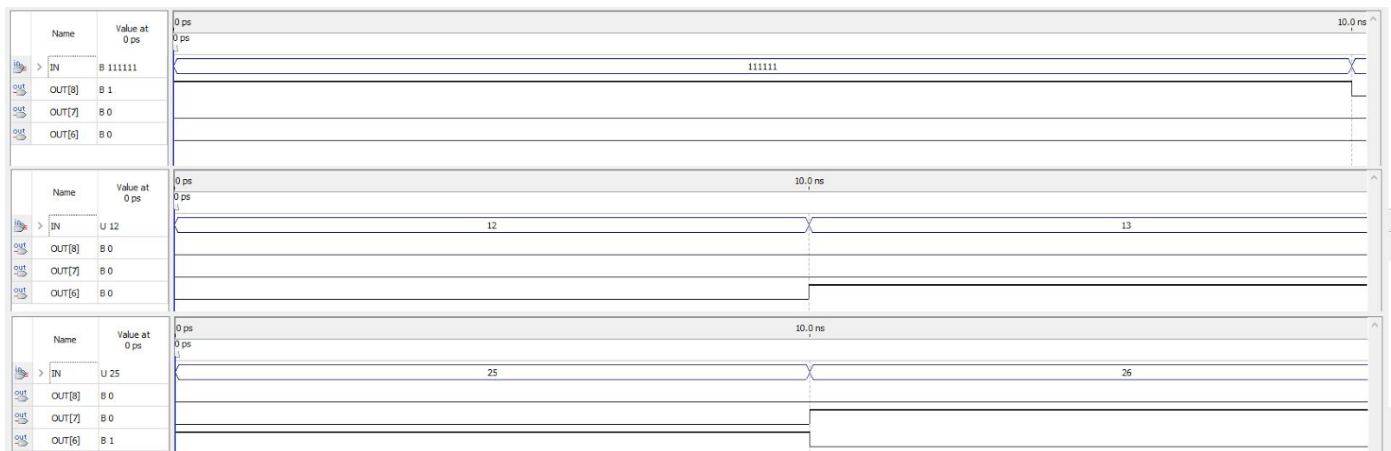 Name Value at 0 ps 0 ps 10.0 ns
0 ps
IN B 111111 111111
OUT[8] B 1
OUT[7] B 0
OUT[6] B 0
Name Value at 0 ps 0 ps 10.0 ns
0 ps
IN U 12 12 13
OUT[8] B 0
OUT[7] B 0
OUT[6] B 0
Name Value at 0 ps 0 ps 10.0 ns
0 ps
IN U 25 25 26
OUT[8] B 0
OUT[7] B 0
OUT[6] B 1